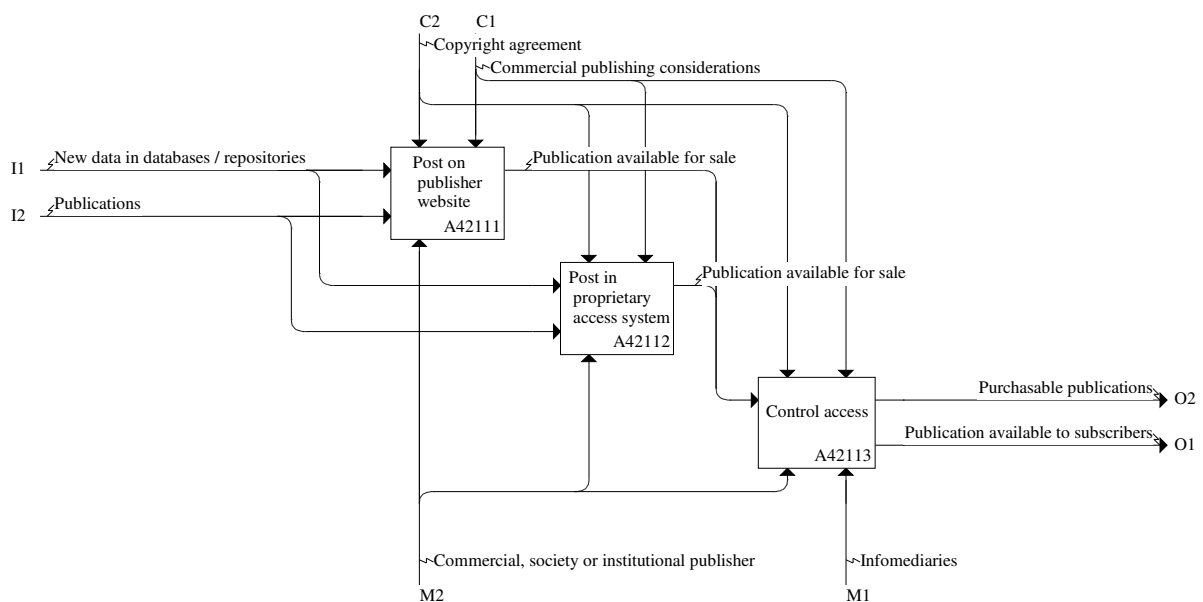 C2 C1
Copyright agreement
Commercial publishing considerations
I1 New data in databases / repositories
Publication available for sale
Post on
publisher
website
A42111
I2 Publications
Publication available for sale
Post in
proprietary
access system
A42112
Control access
A42113
Purchasable publications O2
Publication available to subscribers O1
Commercial, society or institutional publisher
Infomediaries
M2 M1